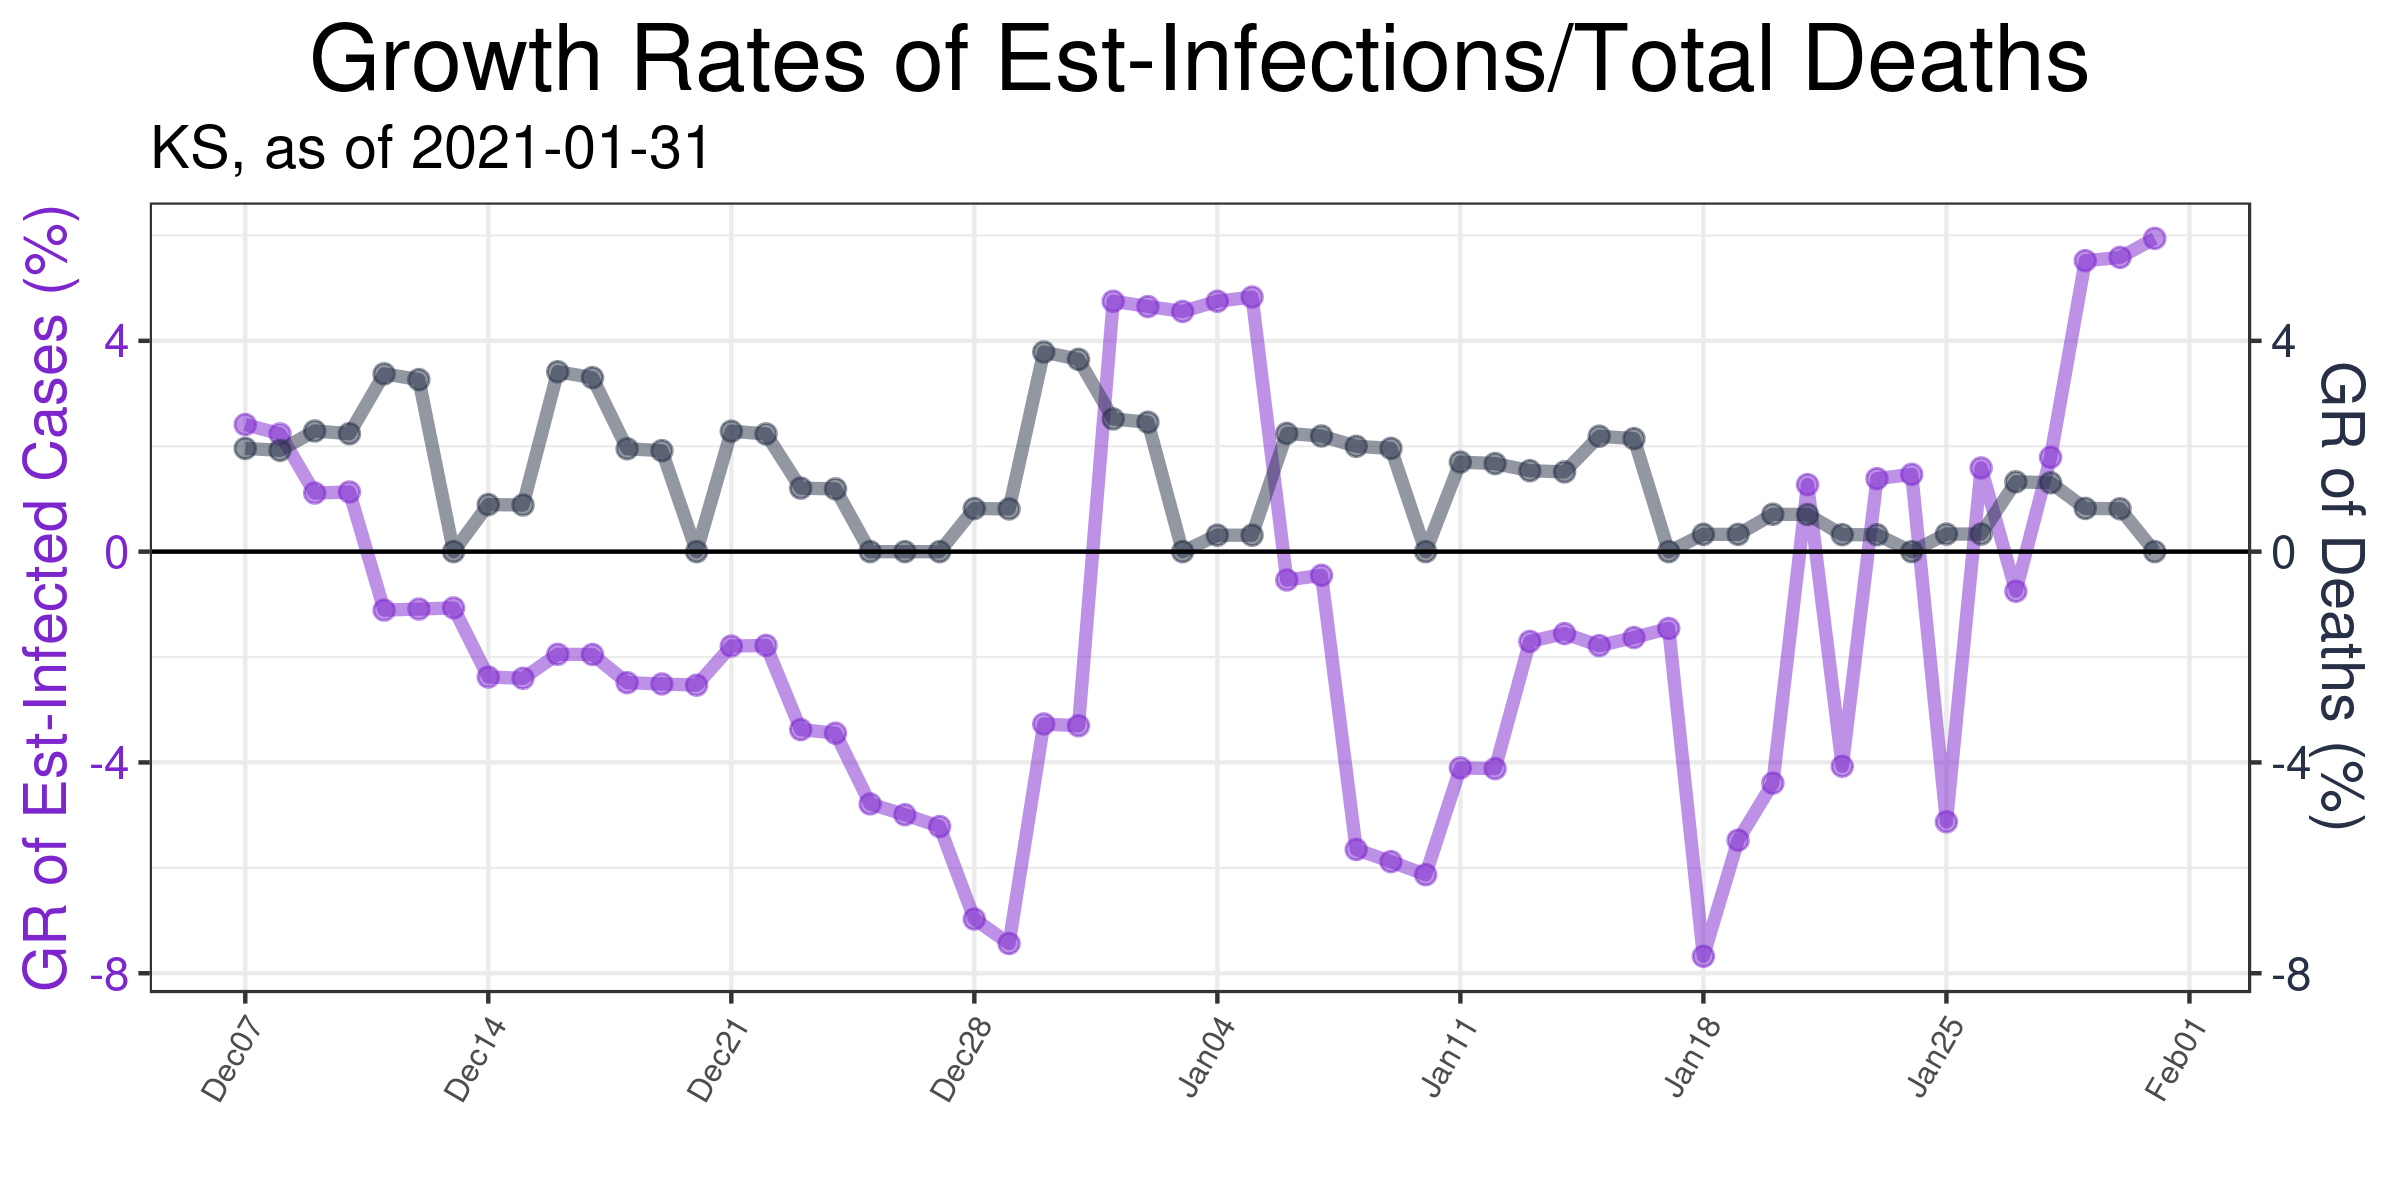 Growth Rates of Est-Infections/Total Deaths
KS, as of 2021-01-31
GR of Est-Infected Cases (%)
4
0
-4
-8
4
0
-4
-8
GR of Deaths (%)
Dec07
Dec14
Dec21
Dec28
Jan04
Jan11
Jan18
Jan25
Feb01